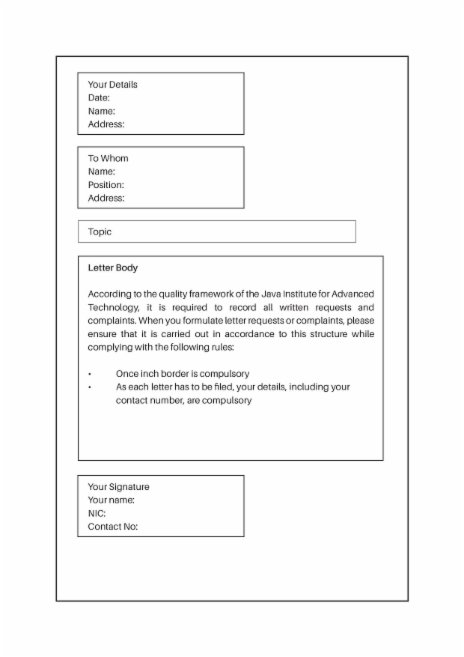 Your Details
Date:
Name:
Address:
To Whom
Name:
Position:
Address:
Topic
Letter Body
According to the quality framework of the Java Institute for Advanced
Technology, it is required to record all written requests and
complaints. When you formulate letter requests or complaints, please
ensure that it is carried out in accordance to this structure while
complying with the following rules:
• Once inch border is compulsory
• As each letter has to be filed, your details, including your
contact number, are compulsory
Your Signature
Your name:
NIC:
Contact No: